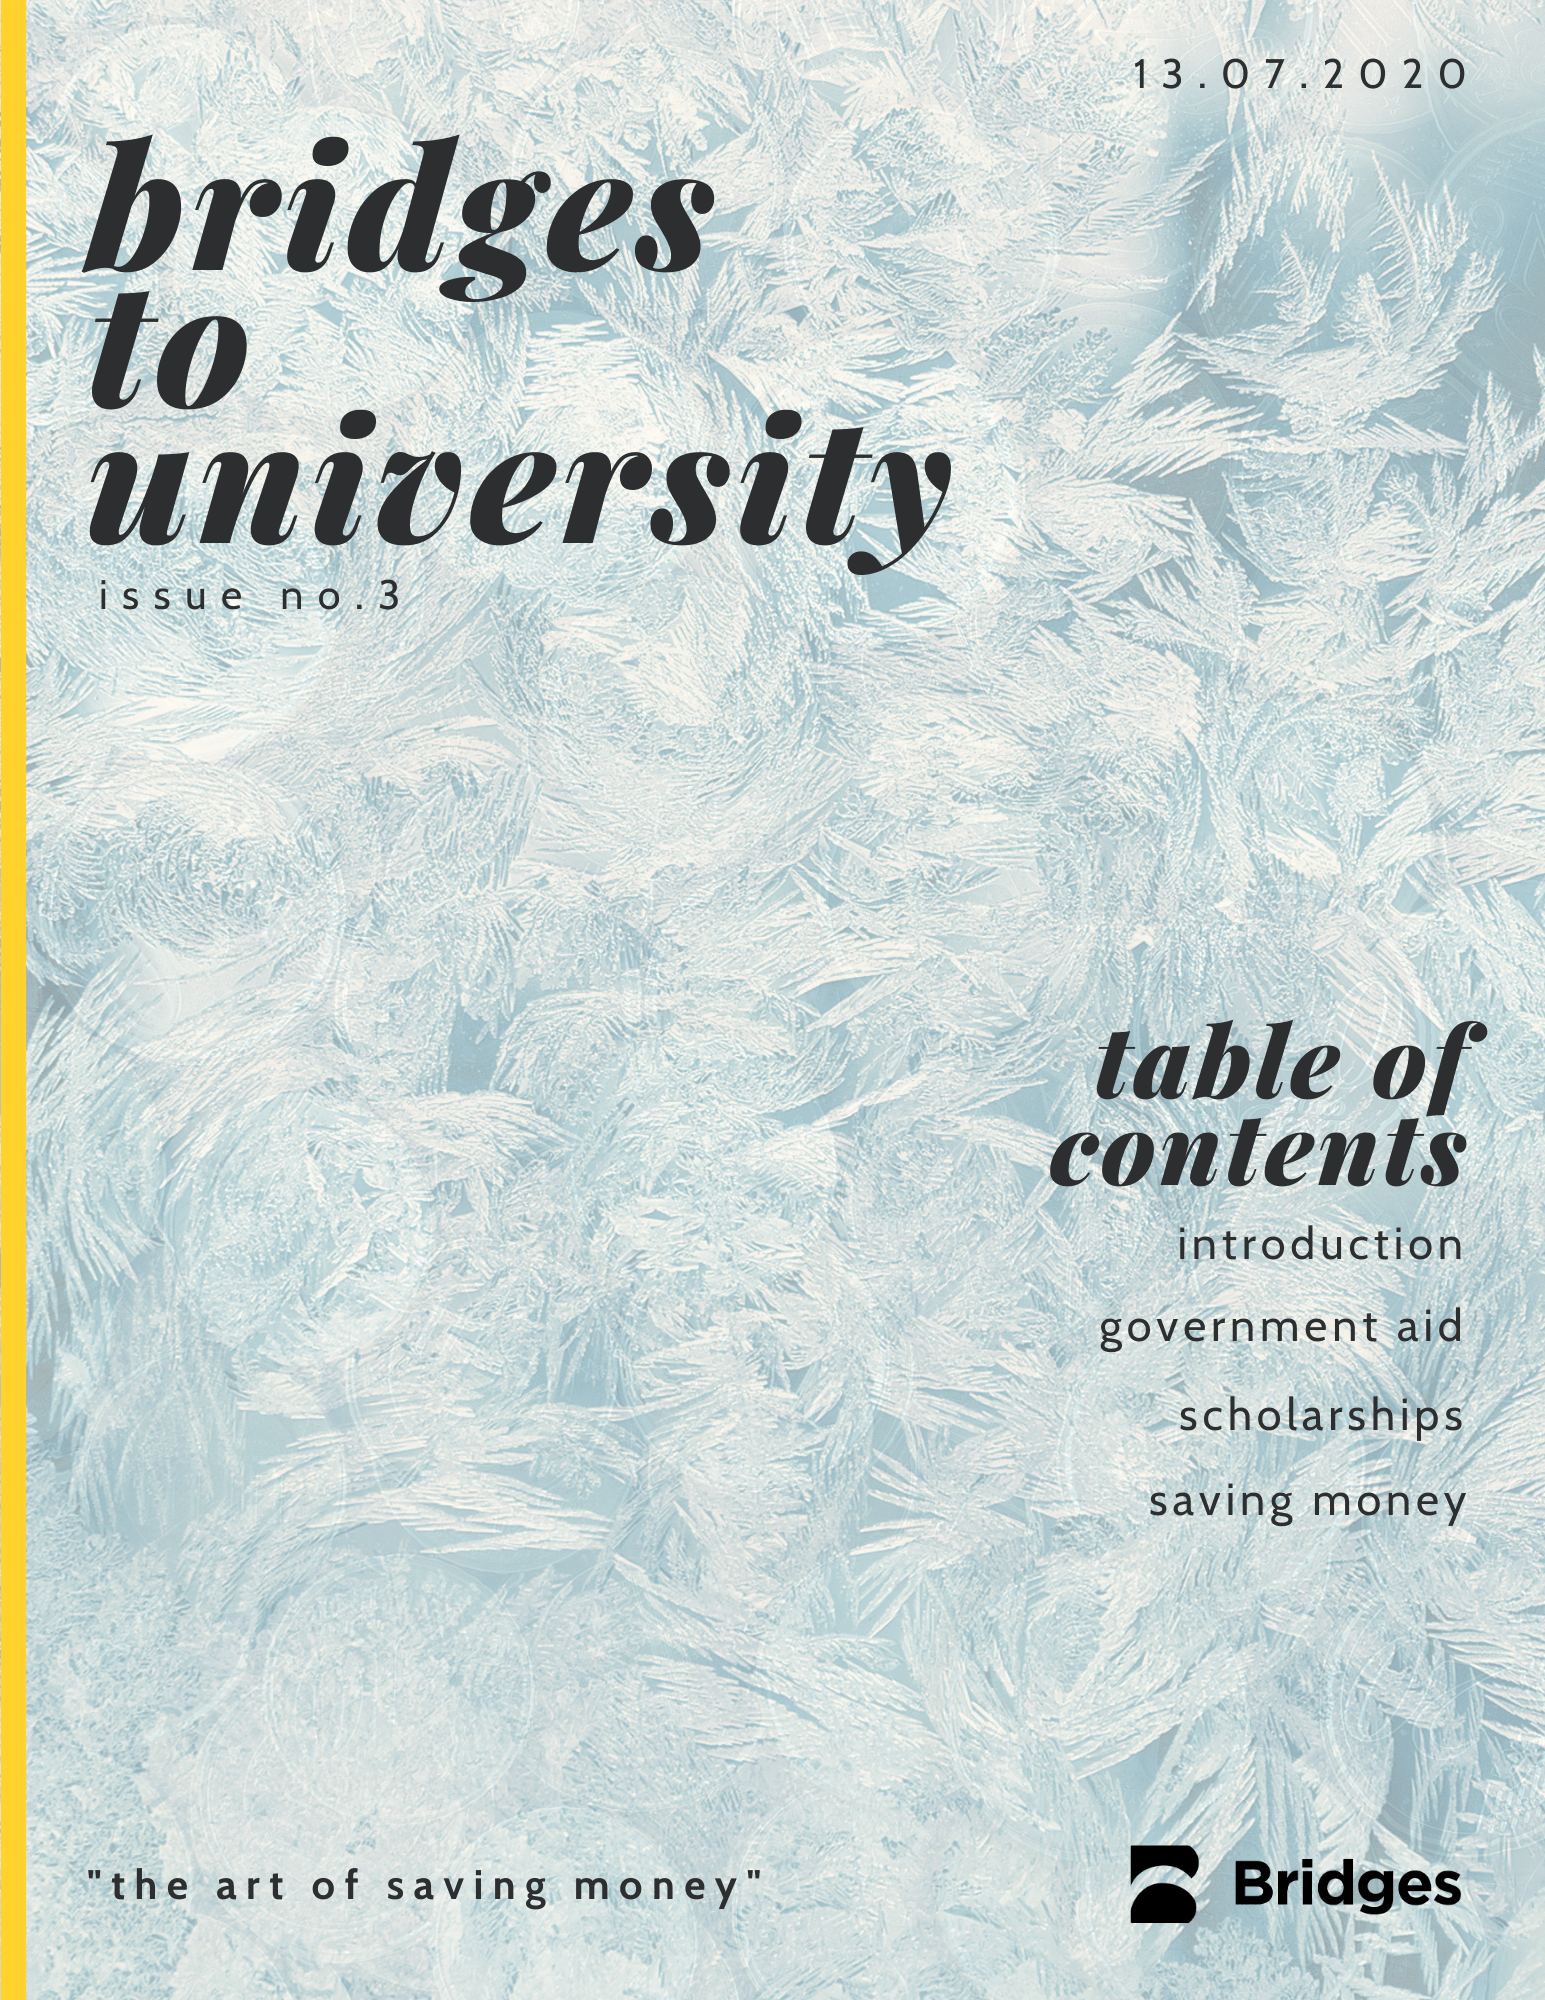 13.07.2020
bridges
to
university
issue no.3
table of
contents
introduction
government aid
scholarships
saving money
"the art of saving money"
Bridges